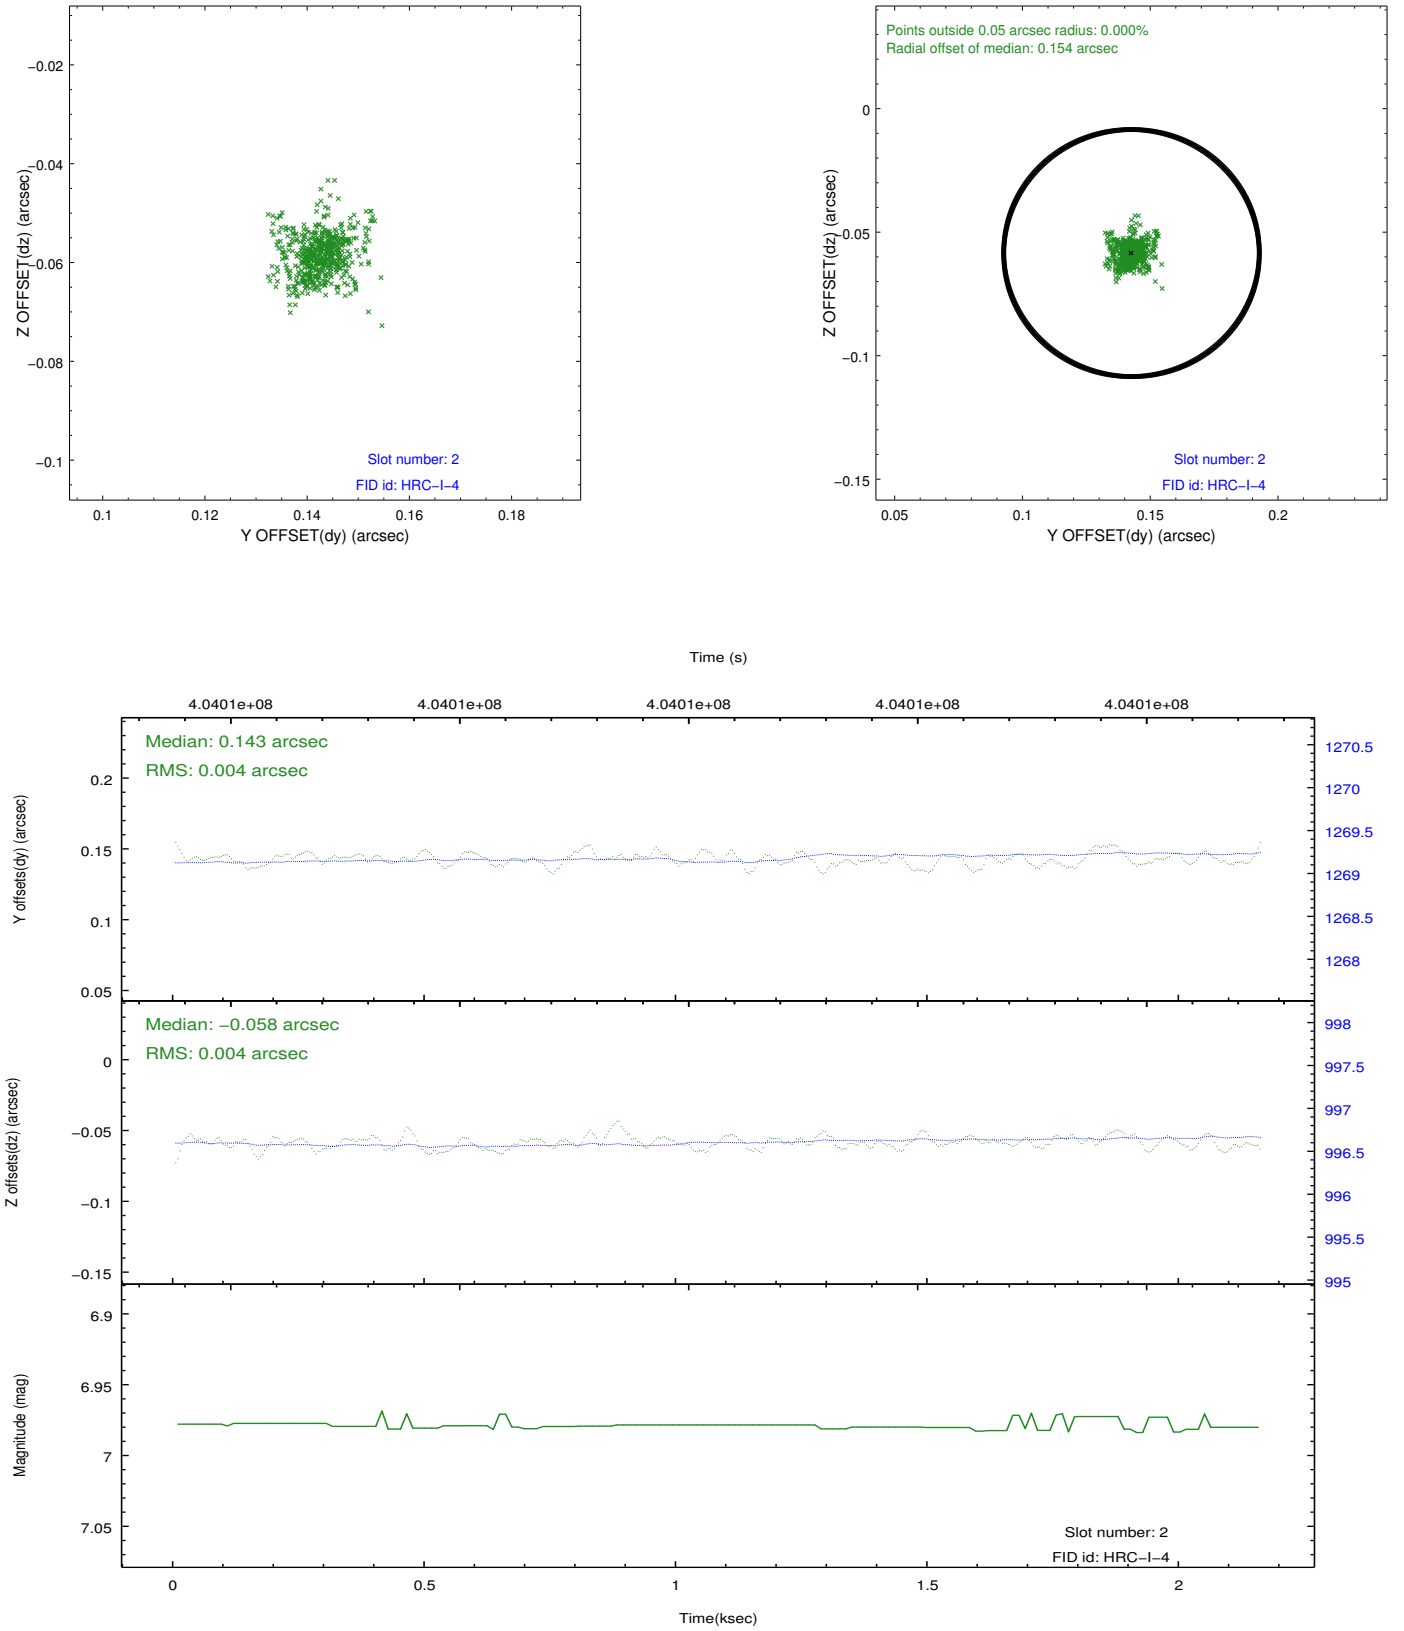 −0.02
−0.04
−0.06
−0.08
−0.1
Z OFFSET(dz) (arcsec)
Slot number: 2
FID id: HRC−I−4
0.1 0.12 0.14 0.16 0.18
Y OFFSET(dy) (arcsec)
Points outside 0.05 arcsec radius: 0.000%
Radial offset of median: 0.154 arcsec
0
−0.05
−0.1
−0.15
Z OFFSET(dz) (arcsec)
Slot number: 2
FID id: HRC−I−4
0.05 0.1 0.15 0.2
Y OFFSET(dy) (arcsec)
Time (s)
4.0401e+08 4.0401e+08 4.0401e+08 4.0401e+08 4.0401e+08
Median: 0.143 arcsec
RMS: 0.004 arcsec
0.2
0.15
0.1
0.05
Y offsets(dy) (arcsec)
1270.5
1270
1269.5
1269
1268.5
1268
Median: −0.058 arcsec
RMS: 0.004 arcsec
0
−0.05
−0.1
−0.15
Z offsets(dz) (arcsec)
998
997.5
997
996.5
996
995.5
995
6.9
6.95
7
7.05
Magnitude (mag)
Slot number: 2
FID id: HRC−I−4
0 0.5 1 1.5 2
Time(ksec)